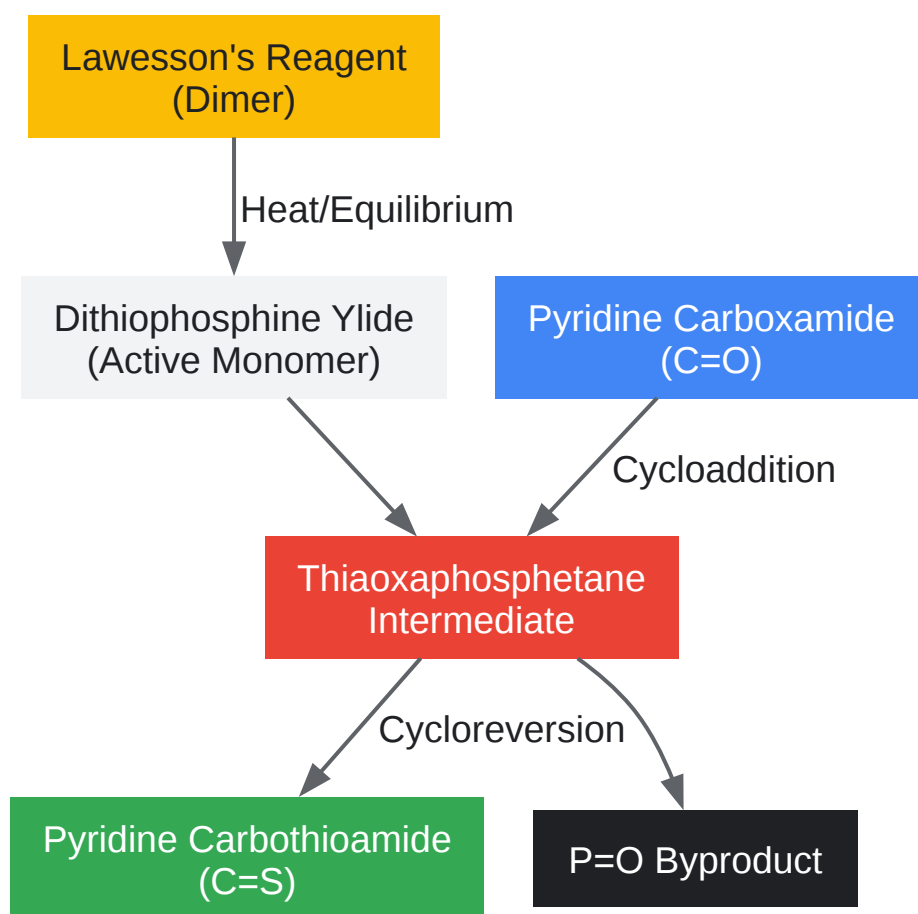 Lawesson's Reagent
(Dimer)
Heat/Equilibrium
Dithiophosphine Ylide
(Active Monomer)
Pyridine Carboxamide
(C=O)
Cycloaddition
Thiaoxaphosphetane
Intermediate
Cycloreversion
Pyridine Carbothioamide
(C=S)
P=O Byproduct